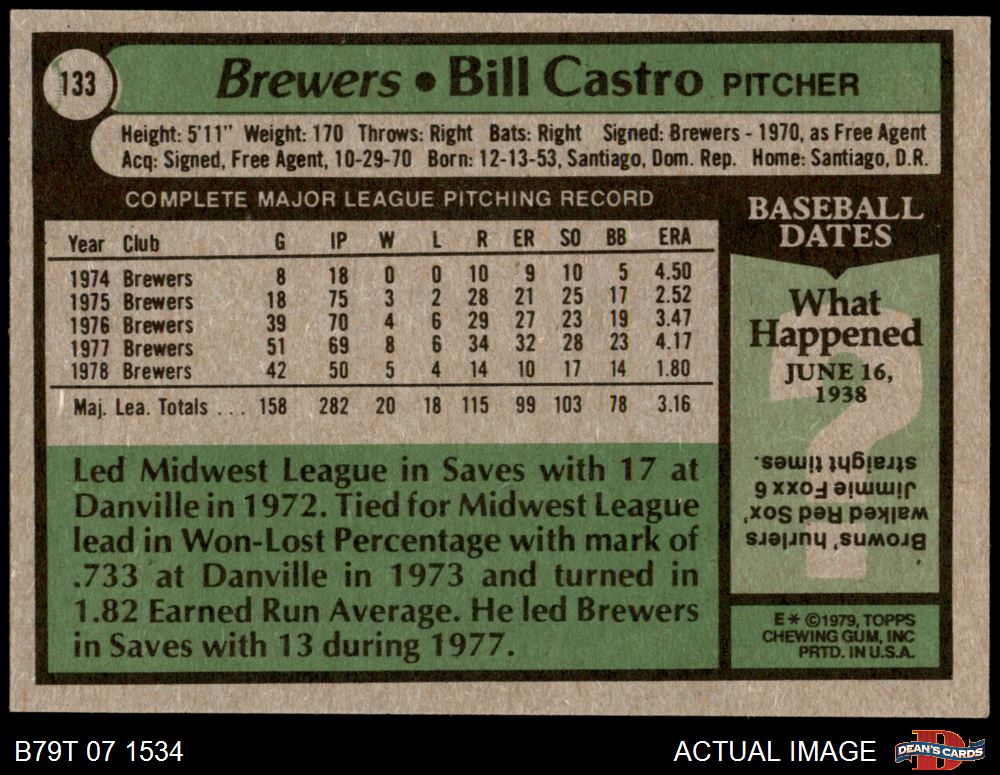 133
Brewers • Bill Castro PITCHER
Height: 5'11" Weight: 170 Throws: Right Bats: Right Signed: Brewers - 1970, as Free Agent
Acq: Signed, Free Agent, 10-29-70 Born: 12-13-53, Santiago, Dom. Rep. Home: Santiago, D.R.
COMPLETE MAJOR LEAGUE PITCHING RECORD
Year Club G IP W L R ER SO BB ERA
1974 Brewers 8 18 0 0 10 9 10 5 4.50
1975 Brewers 18 75 3 2 28 21 25 17 2.52
1976 Brewers 39 70 4 6 29 27 23 19 3.47
1977 Brewers 51 69 8 6 34 32 28 23 4.17
1978 Brewers 42 50 5 4 14 10 17 14 1.80
Maj. Lea. Totals . . . 158 282 20 18 115 99 103 78 3.16
Led Midwest League in Saves with 17 at
Danville in 1972. Tied for Midwest League
lead in Won-Lost Percentage with mark of
.733 at Danville in 1973 and turned in
1.82 Earned Run Average. He led Brewers
in Saves with 13 during 1977.
BASEBALL
DATES
What
Happened
JUNE 16,
1938
?
Browns' hurlers
walked Red Sox'
Jimmie Foxx 6
straight times.
E* ©1979, TOPPS
CHEWING GUM, INC
PRTD. IN U.S.A.
B79T 07 1534
ACTUAL IMAGE
D
DEAN'S CARDS